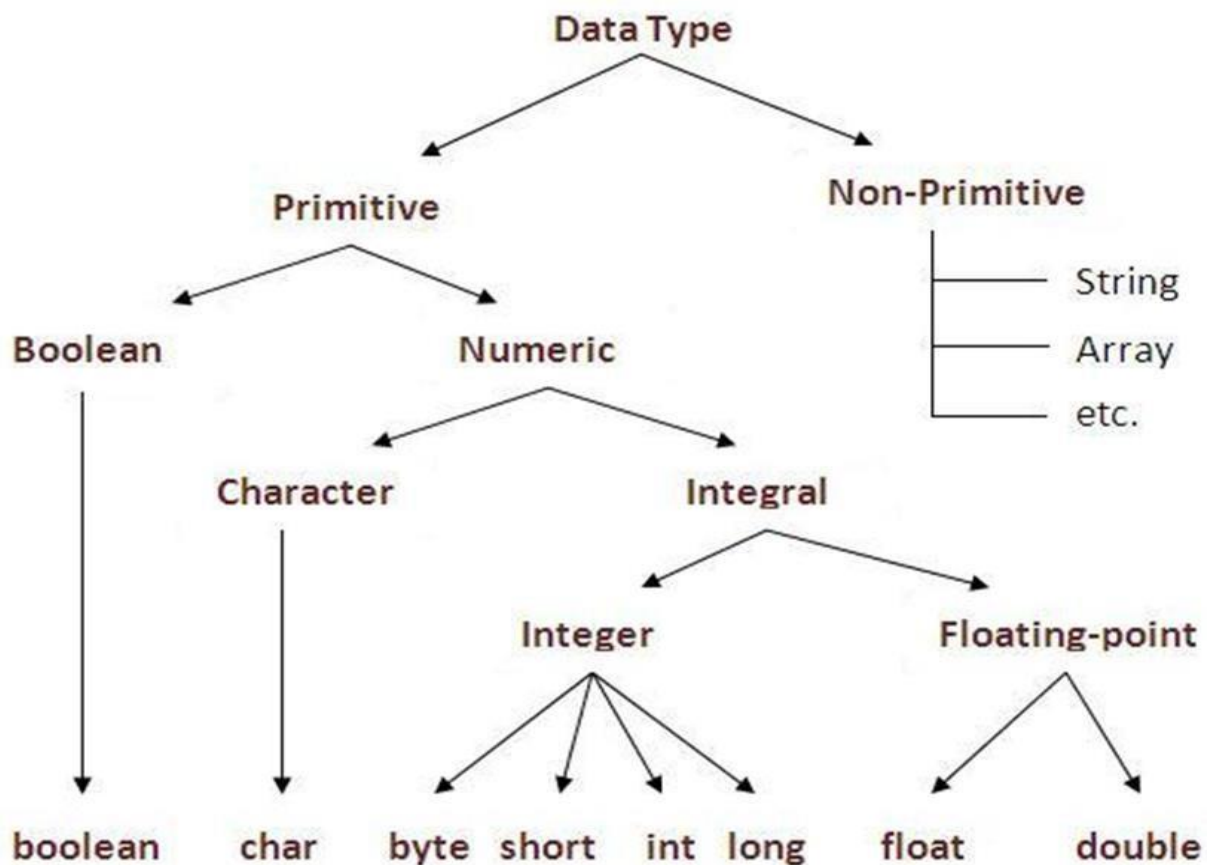 Data Type
Primitive
Non-Primitive
String
Array
etc.
Boolean
Numeric
Character
Integral
Integer
Floating-point
boolean
char
byte
short
int
long
float
double